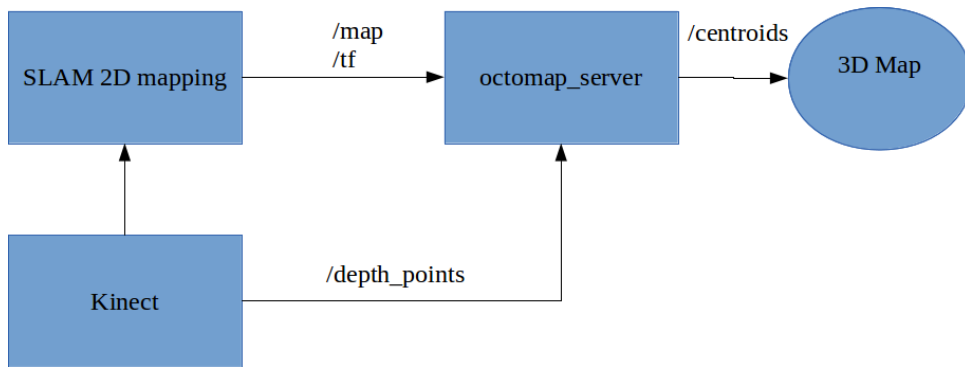 /map
/tf
/centroids
SLAM 2D mapping
octomap_server
3D Map
/depth_points
Kinect